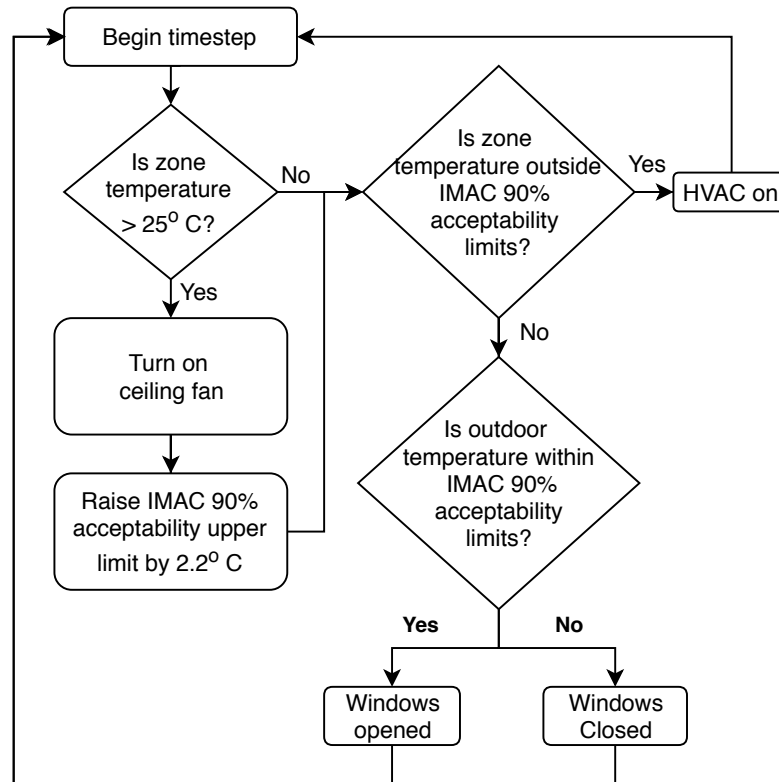 Begin timestep
Is zone
temperature
> 25º C?
No
Yes
Turn on
ceiling fan
Raise IMAC 90%
acceptability upper
limit by 2.2º C
Is zone
temperature outside
IMAC 90%
acceptability
limits?
Yes
HVAC on
No
Is outdoor
temperature within
IMAC 90%
acceptability
limits?
Yes
No
Windows
opened
Windows
Closed